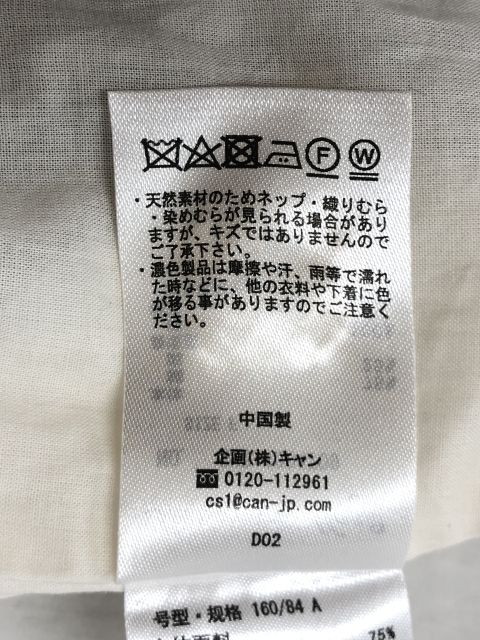 F W
・天然素材のためネップ・織りむら
・染めむらが見られる場合があり
ますが、キズではありませんので
ご了承下さい。
・濃色製品は摩擦や汗、雨等で濡れ
た時などに、他の衣料や下着に色
が移る事がありますのでご注意く
ださい。
中国製
企画(株)キャン
0120-112961
cs1@can-jp.com
D02
号型・规格 160/84 A
75%